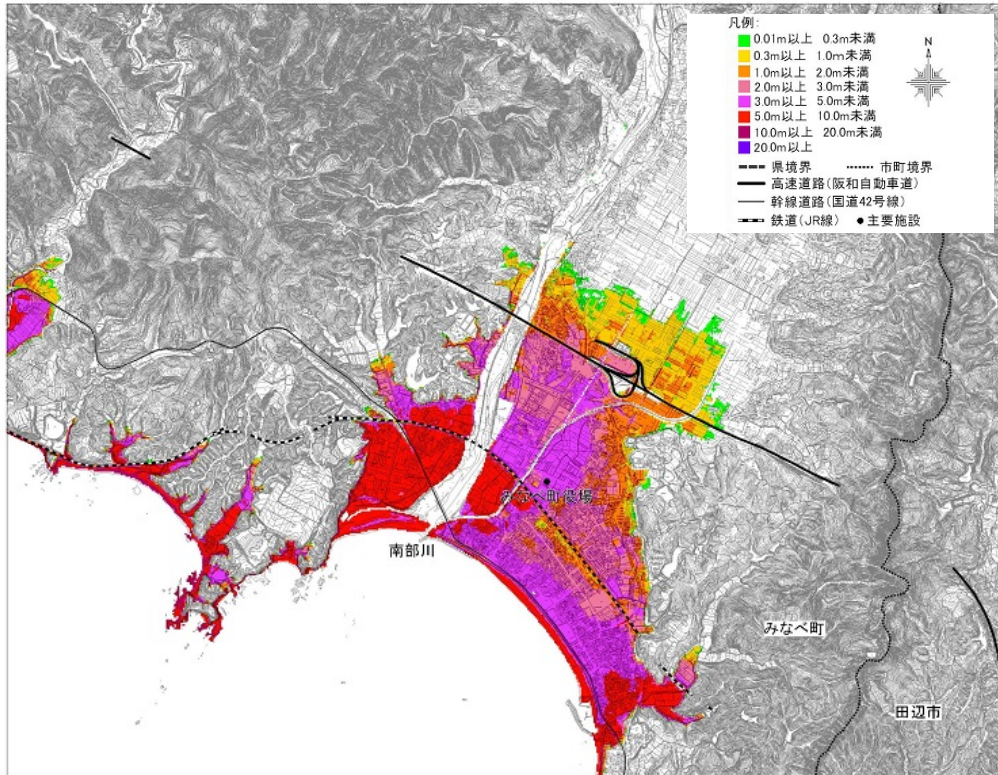 凡例:
0.01m以上 0.3m未満
0.3m以上 1.0m未満
1.0m以上 2.0m未満
2.0m以上 3.0m未満
3.0m以上 5.0m未満
5.0m以上 10.0m未満
10.0m以上 20.0m未満
20.0m以上
N
県境界 市町境界
高速道路(阪和自動車道)
幹線道路(国道42号線)
鉄道(JR線) 主要施設
みなべ町役場
南部川
みなべ町
田辺市